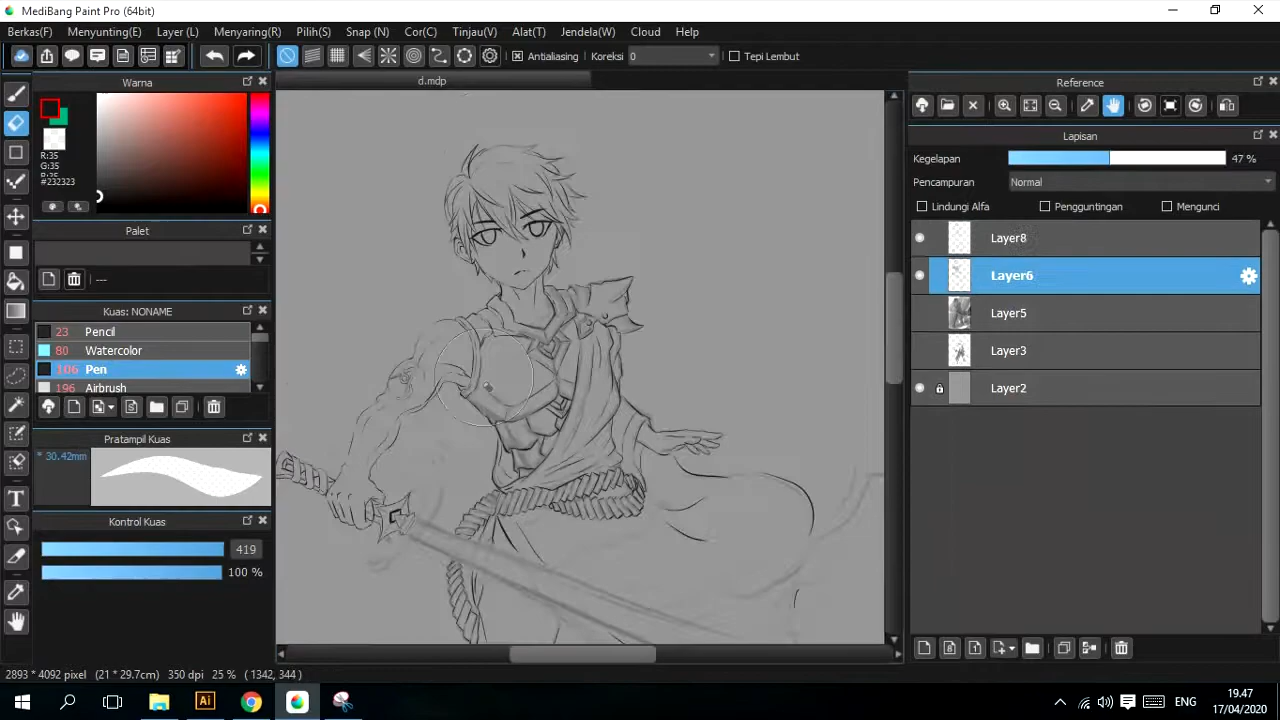 MediBang Paint Pro (64bit)
Berkas(F) Menyunting(E) Layer (L) Menyaring(R) Pilih(S) Snap (N) Cor(C) Tinjau(V) Alat(T) Jendela(W) Cloud Help
Antialiasing Koreksi 0 Tepi Lembut
Warna
d.mdp
Reference
R:35
G:35
#232323
Lapisan
Kegelapan 47 %
Pencampuran Normal
Lindungi Alfa Pengguntingan Mengunci
Palet
---
Layer8
Layer6
Layer5
Layer3
Layer2
Kuas: NONAME
23 Pencil
80 Watercolor
106 Pen
196 Airbrush
Pratampil Kuas
* 30.42mm
Kontrol Kuas
419
100 %
2893 * 4092 pixel (21 * 29.7cm) 350 dpi 25 % ( 1342, 344 )
Ai
ENG
19.47
17/04/2020